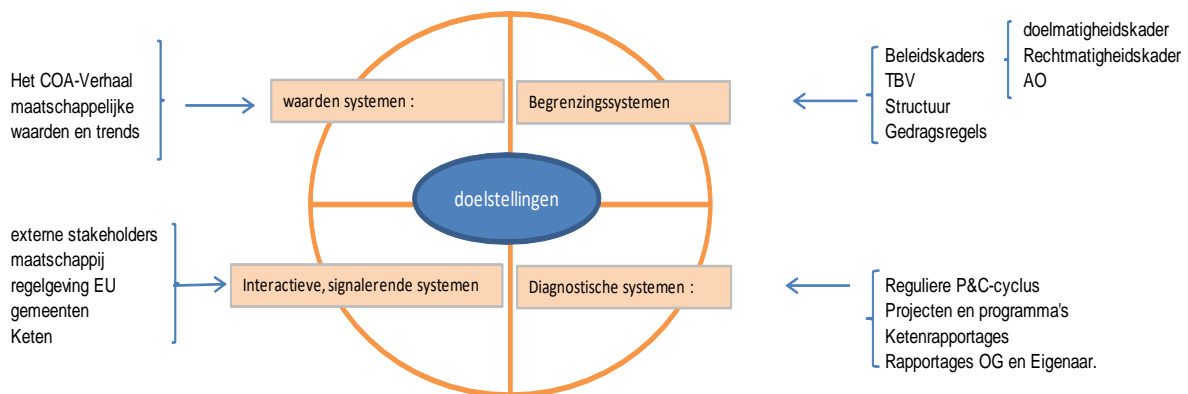 Het COA-Verhaal
maatschappelijke
waarden en trends
waarden systemen :
Begrenzingssystemen
Beleidskaders
TBV
Structuur
Gedragsregels
doelmatigheidskader
Rechtmatigheidskader
AO
doelstellingen
externe stakeholders
maatschappij
regelgeving EU
gemeenten
Keten
Interactieve, signalerende systemen
Diagnostische systemen :
Reguliere P&C-cyclus
Projecten en programma's
Ketenrapportages
Rapportages OG en Eigenaar.